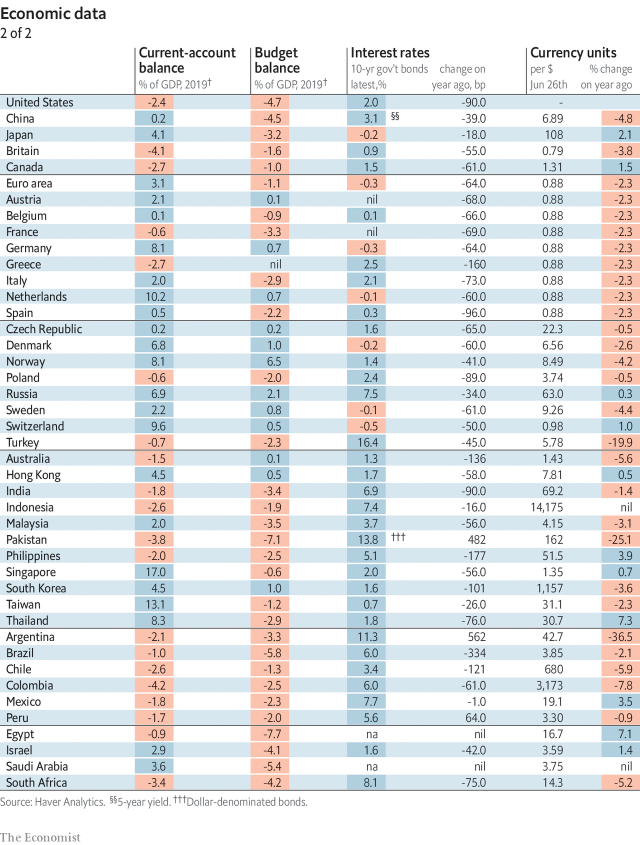 Economic data
2 of 2
Current-account balance Budget balance Interest rates Currency units
% of GDP, 2019† % of GDP, 2019† 10-yr gov't bonds latest,% change on year ago, bp per $ Jun 26th % change on year ago
United States -2.4 -4.7 2.0 -90.0 -
China 0.2 -4.5 3.1 §§ -39.0 6.89 -4.8
Japan 4.1 -3.2 -0.2 -18.0 108 2.1
Britain -4.1 -1.6 0.9 -55.0 0.79 -3.8
Canada -2.7 -1.0 1.5 -61.0 1.31 1.5
Euro area 3.1 -1.1 -0.3 -64.0 0.88 -2.3
Austria 2.1 0.1 nil -68.0 0.88 -2.3
Belgium 0.1 -0.9 0.1 -66.0 0.88 -2.3
France -0.6 -3.3 nil -69.0 0.88 -2.3
Germany 8.1 0.7 -0.3 -64.0 0.88 -2.3
Greece -2.7 nil 2.5 -160 0.88 -2.3
Italy 2.0 -2.9 2.1 -73.0 0.88 -2.3
Netherlands 10.2 0.7 -0.1 -60.0 0.88 -2.3
Spain 0.5 -2.2 0.3 -96.0 0.88 -2.3
Czech Republic 0.2 0.2 1.6 -65.0 22.3 -0.5
Denmark 6.8 1.0 -0.2 -60.0 6.56 -2.6
Norway 8.1 6.5 1.4 -41.0 8.49 -4.2
Poland -0.6 -2.0 2.4 -89.0 3.74 -0.5
Russia 6.9 2.1 7.5 -34.0 63.0 0.3
Sweden 2.2 0.8 -0.1 -61.0 9.26 -4.4
Switzerland 9.6 0.5 -0.5 -50.0 0.98 1.0
Turkey -0.7 -2.3 16.4 -45.0 5.78 -19.9
Australia -1.5 0.1 1.3 -136 1.43 -5.6
Hong Kong 4.5 0.5 1.7 -58.0 7.81 0.5
India -1.8 -3.4 6.9 -90.0 69.2 -1.4
Indonesia -2.6 -1.9 7.4 -16.0 14,175 nil
Malaysia 2.0 -3.5 3.7 -56.0 4.15 -3.1
Pakistan -3.8 -7.1 13.8 ††† 482 162 -25.1
Philippines -2.0 -2.5 5.1 -177 51.5 3.9
Singapore 17.0 -0.6 2.0 -56.0 1.35 0.7
South Korea 4.5 1.0 1.6 -101 1,157 -3.6
Taiwan 13.1 -1.2 0.7 -26.0 31.1 -2.3
Thailand 8.3 -2.9 1.8 -76.0 30.7 7.3
Argentina -2.1 -3.3 11.3 562 42.7 -36.5
Brazil -1.0 -5.8 6.0 -334 3.85 -2.1
Chile -2.6 -1.3 3.4 -121 680 -5.9
Colombia -4.2 -2.5 6.0 -61.0 3,173 -7.8
Mexico -1.8 -2.3 7.7 -1.0 19.1 3.5
Peru -1.7 -2.0 5.6 64.0 3.30 -0.9
Egypt -0.9 -7.7 na nil 16.7 7.1
Israel 2.9 -4.1 1.6 -42.0 3.59 1.4
Saudi Arabia 3.6 -5.4 na nil 3.75 nil
South Africa -3.4 -4.2 8.1 -75.0 14.3 -5.2
Source: Haver Analytics. §§5-year yield. †††Dollar-denominated bonds.
The Economist